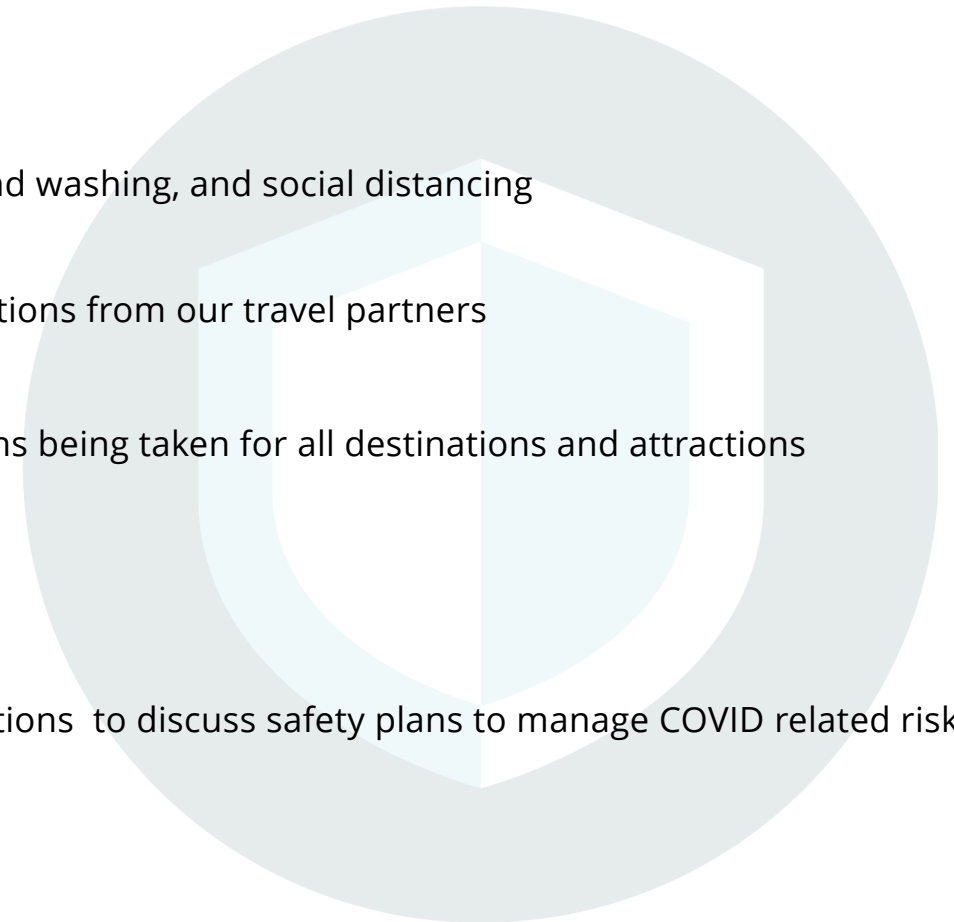 nd washing, and social distancing
tions from our travel partners
ns being taken for all destinations and attractions
tions  to discuss safety plans to manage COVID related risk